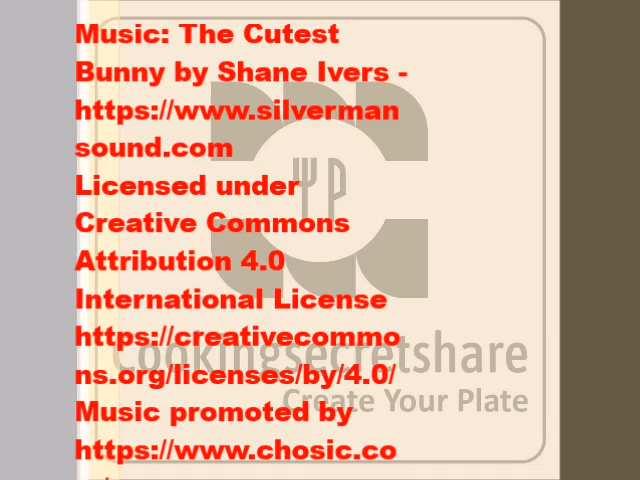 Music: The Cutest
Bunny by Shane Ivers -
https://www.silverman
sound.com
Licensed under
Creative Commons
Attribution 4.0
International License
https://creativecommo
ns.org/licenses/by/4.0/
Music promoted by
https://www.chosic.co
Cookingsecretshare
Create Your Plate